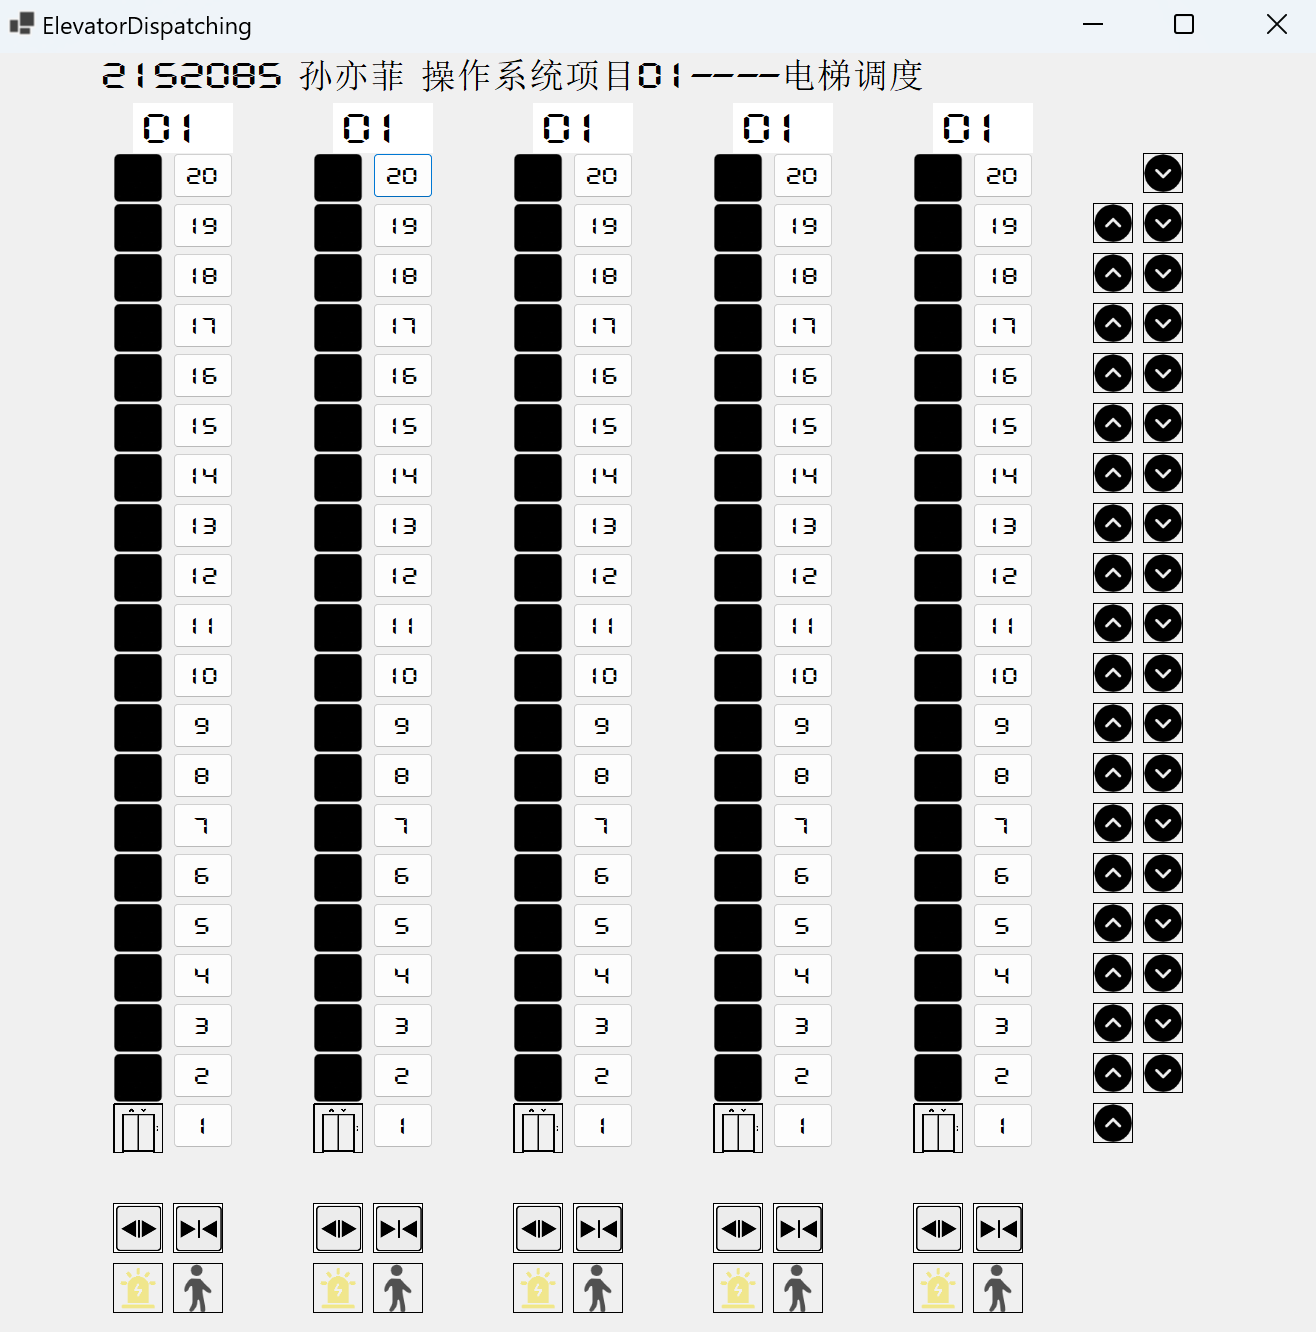 ElevatorDispatching
2152085 孙亦菲 操作系统项目01----电梯调度
01 01 01 01 01
20 20 20 20 20
19 19 19 19 19
18 18 18 18 18
17 17 17 17 17
16 16 16 16 16
15 15 15 15 15
14 14 14 14 14
13 13 13 13 13
12 12 12 12 12
11 11 11 11 11
10 10 10 10 10
9 9 9 9 9
8 8 8 8 8
7 7 7 7 7
6 6 6 6 6
5 5 5 5 5
4 4 4 4 4
3 3 3 3 3
2 2 2 2 2
1 1 1 1 1